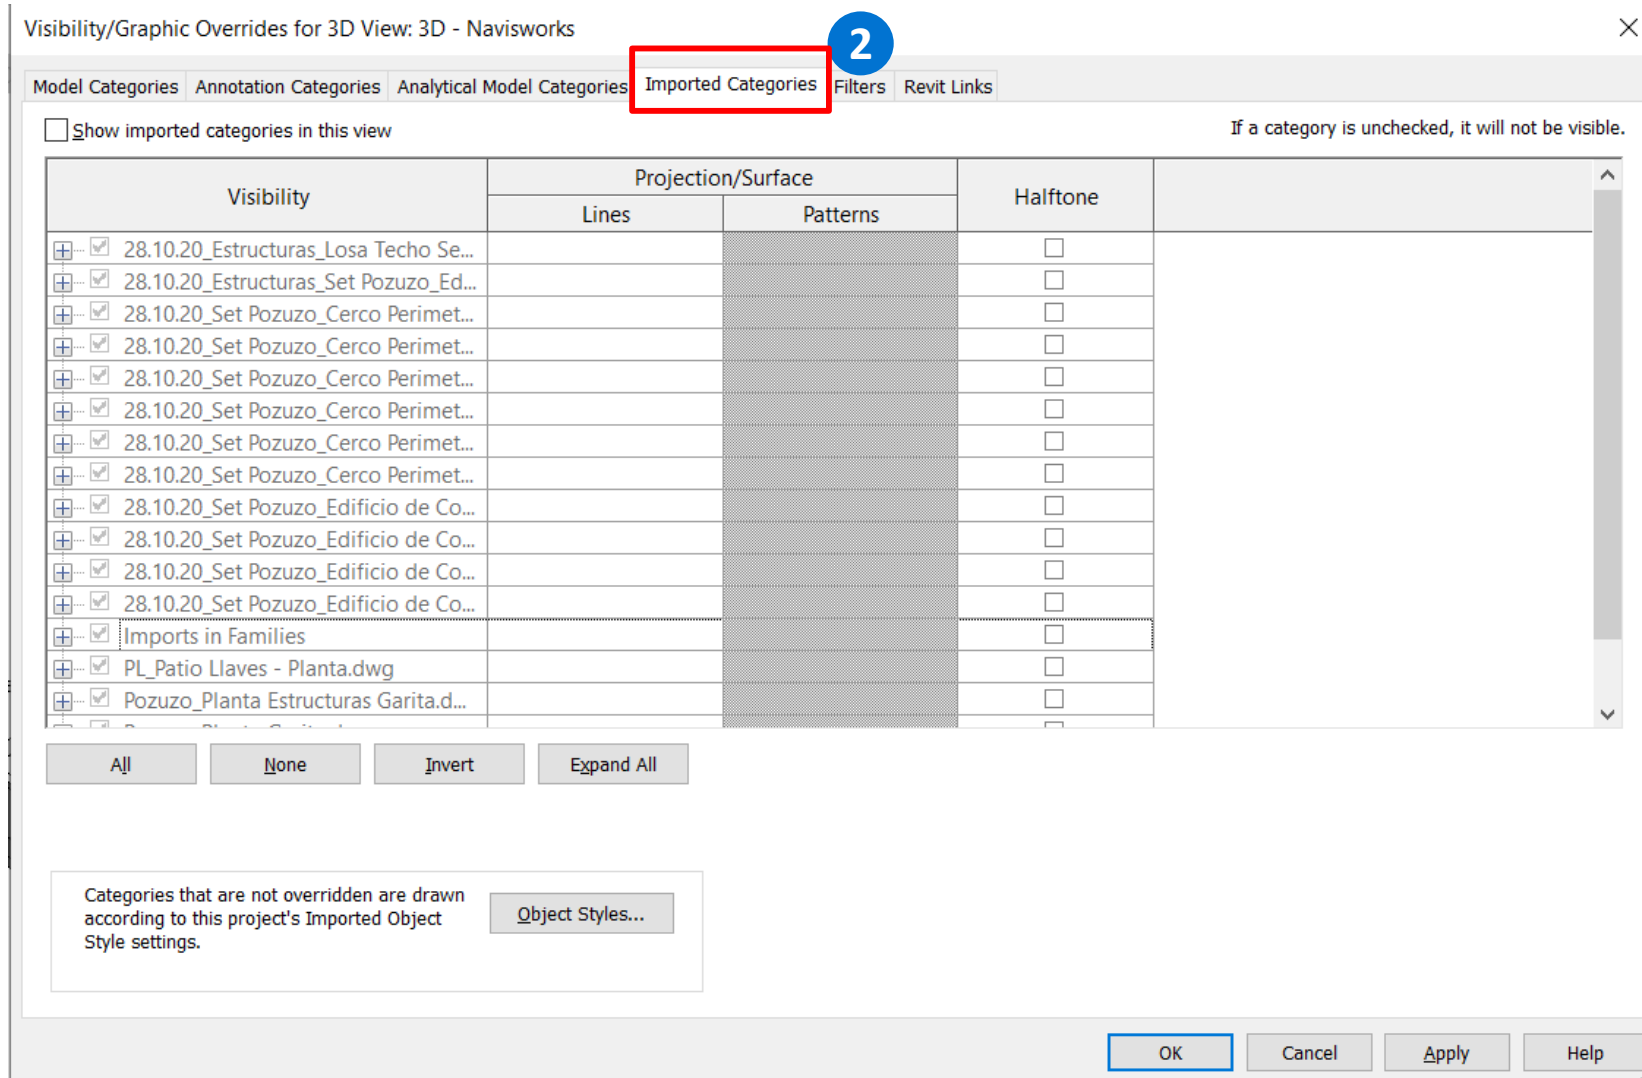 Visibility/Graphic Overrides for 3D View: 3D - Navisworks
2
Model Categories Annotation Categories Analytical Model Categories Imported Categories Filters Revit Links
Show imported categories in this view
If a category is unchecked, it will not be visible.
Visibility
Projection/Surface
Lines
Patterns
Halftone
28.10.20_Estructuras_Losa Techo Se...
28.10.20_Estructuras_Set Pozuzo_Ed...
28.10.20_Set Pozuzo_Cerco Perimet...
28.10.20_Set Pozuzo_Cerco Perimet...
28.10.20_Set Pozuzo_Cerco Perimet...
28.10.20_Set Pozuzo_Cerco Perimet...
28.10.20_Set Pozuzo_Cerco Perimet...
28.10.20_Set Pozuzo_Cerco Perimet...
28.10.20_Set Pozuzo_Edificio de Co...
28.10.20_Set Pozuzo_Edificio de Co...
28.10.20_Set Pozuzo_Edificio de Co...
28.10.20_Set Pozuzo_Edificio de Co...
Imports in Families
PL_Patio Llaves - Planta.dwg
Pozuzo_Planta Estructuras Garita.d...
All None Invert Expand All
Categories that are not overridden are drawn
according to this project's Imported Object
Style settings.
Object Styles...
OK Cancel Apply Help